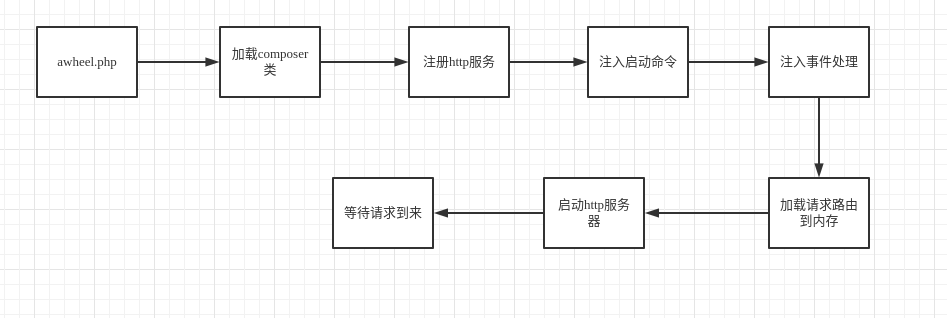 awheel.php
加载composer
类
注册http服务
注入启动命令
注入事件处理
加载请求路由
到内存
启动http服务
器
等待请求到来